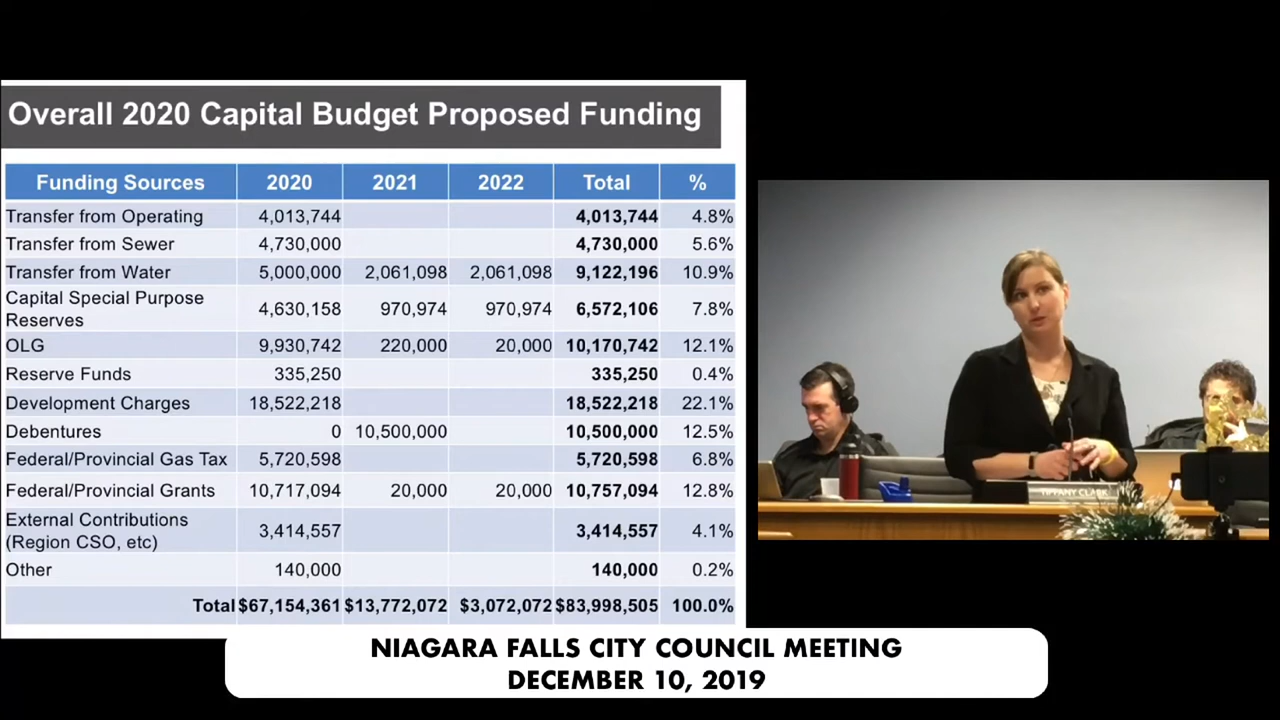 Overall 2020 Capital Budget Proposed Funding
Funding Sources 2020 2021 2022 Total %
Transfer from Operating 4,013,744 4,013,744 4.8%
Transfer from Sewer 4,730,000 4,730,000 5.6%
Transfer from Water 5,000,000 2,061,098 2,061,098 9,122,196 10.9%
Capital Special Purpose
Reserves 4,630,158 970,974 970,974 6,572,106 7.8%
OLG 9,930,742 220,000 20,000 10,170,742 12.1%
Reserve Funds 335,250 335,250 0.4%
Development Charges 18,522,218 18,522,218 22.1%
Debentures 0 10,500,000 10,500,000 12.5%
Federal/Provincial Gas Tax 5,720,598 5,720,598 6.8%
Federal/Provincial Grants 10,717,094 20,000 20,000 10,757,094 12.8%
External Contributions
(Region CSO, etc) 3,414,557 3,414,557 4.1%
Other 140,000 140,000 0.2%
Total $67,154,361 $13,772,072 $3,072,072 $83,998,505 100.0%
TIFFANY CLARK
NIAGARA FALLS CITY COUNCIL MEETING
DECEMBER 10, 2019